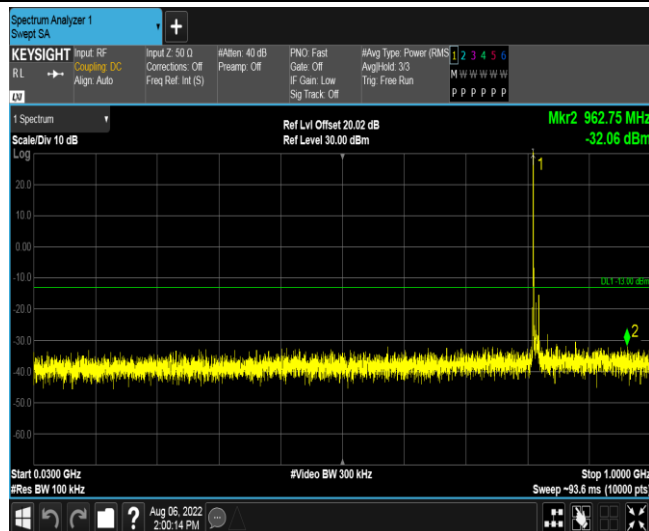 Spectrum Analyzer 1
Swept SA
+
KEYSIGHT
RL
LXI
Input: RF
Coupling: DC
Align: Auto
Input Z: 50 Ω
Corrections: Off
Freq Ref: Int (S)
#Atten: 40 dB
Preamp: Off
PNO: Fast
Gate: Off
IF Gain: Low
Sig Track: Off
#Avg Type: Power (RMS
Avg|Hold: 3/3
Trig: Free Run
1 2 3 4 5 6
M W W W W W
P P P P P P
1 Spectrum
Scale/Div 10 dB
Log
Ref Lvl Offset 20.02 dB
Ref Level 30.00 dBm
Mkr2 962.75 MHz
-32.06 dBm
1
20.0
10.0
0.00
-10.0
DL1 -13.00 dBm
-20.0
-30.0
2
-40.0
-50.0
-60.0
Start 0.0300 GHz
#Res BW 100 kHz
#Video BW 300 kHz
Stop 1.0000 GHz
Sweep ~93.6 ms (10000 pts)
?
Aug 06, 2022
2:00:14 PM